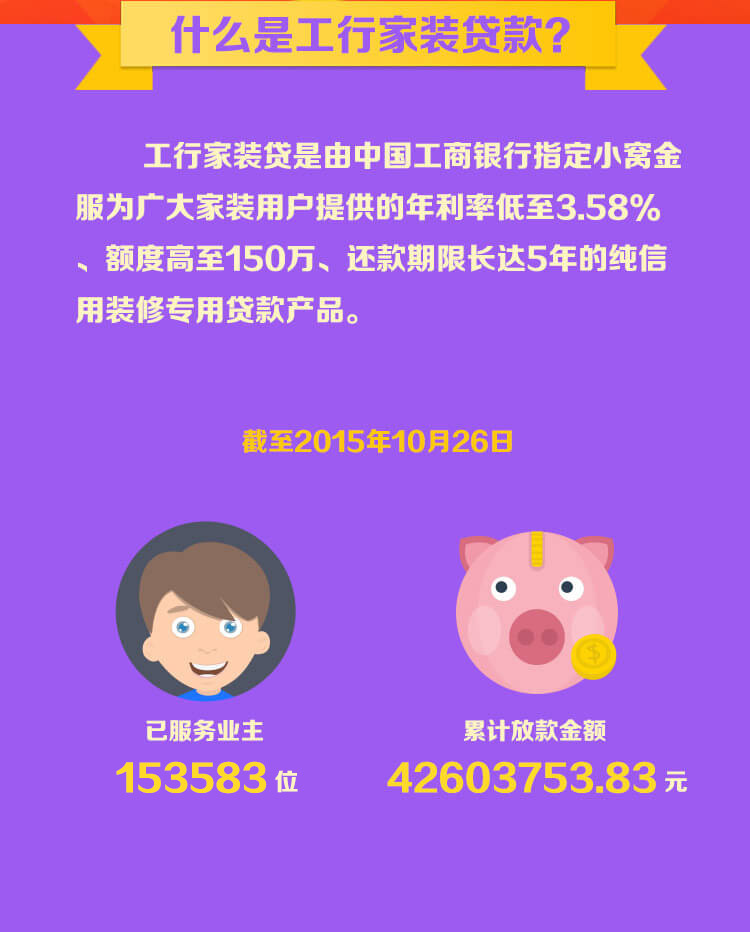 什么是工行家装贷款?
工行家装贷是由中国工商银行指定小窝金
服为广大家装用户提供的年利率低至3.58%
、额度高至150万、还款期限长达5年的纯信
用装修专用贷款产品。
截至2015年10月26日
已服务业主
153583 位
累计放款金额
42603753.83 元